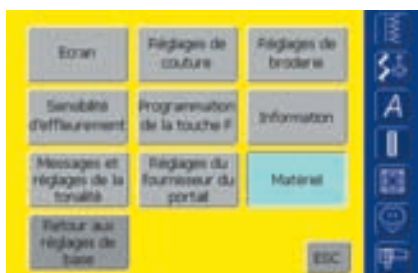 Ecran
Réglages de
couture
Réglages de
broderie
Sensibilité
d'effleurement
Programmation
de la touche F
Information
Messages et
réglages de la
tonalité
Réglages du
fournisseur du
portail
Matériel
Retour aux
réglages de
base
ESC
A